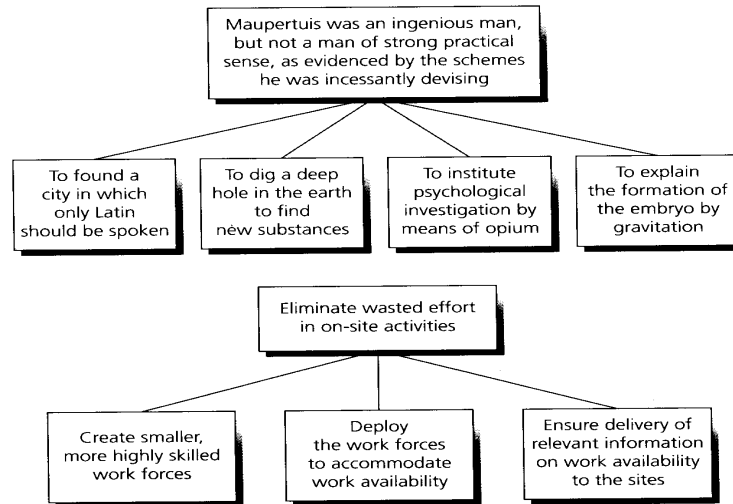 Maupertuis was an ingenious man,
but not a man of strong practical
sense, as evidenced by the schemes
he was incessantly devising
To found a
city in which
only Latin
should be spoken
To dig a deep
hole in the earth
to find
new substances
To institute
psychological
investigation by
means of opium
To explain
the formation of
the embryo by
gravitation
Eliminate wasted effort
in on-site activities
Create smaller,
more highly skilled
work forces
Deploy
the work forces
to accommodate
work availability
Ensure delivery of
relevant information
on work availability
to the sites